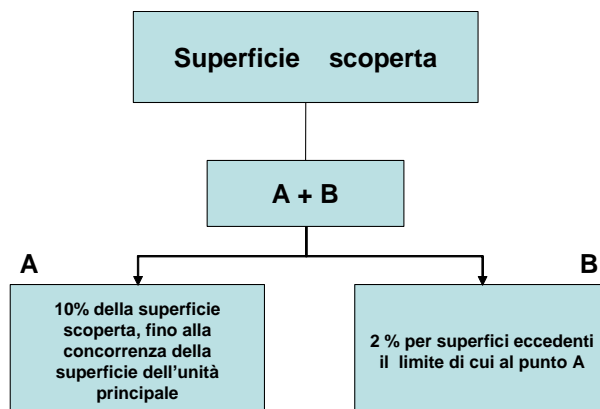 Superficie scoperta
A + B
A
B
10% della superficie
scoperta, fino alla
concorrenza della
superficie dell'unità
principale
2 % per superfici eccedenti
il limite di cui al punto A